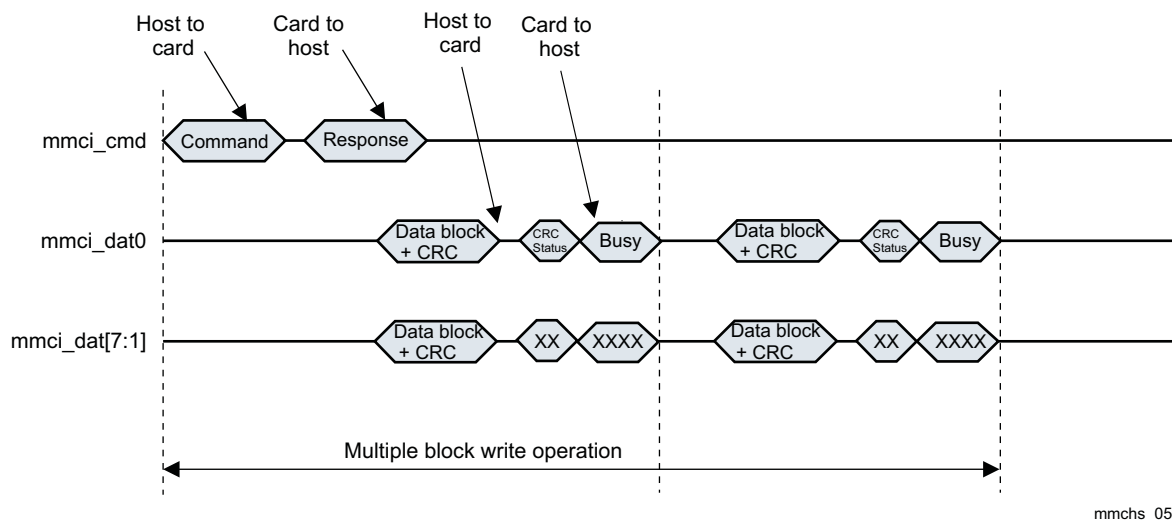 Host to
card
Card to
host
Host to
card
Card to
host
mmci_cmd
Command
Response
mmci_dat0
Data block
+ CRC
CRC
Status
Busy
Data block
+ CRC
CRC
Status
Busy
mmci_dat[7:1]
Data block
+ CRC
XX
XXXX
Data block
+ CRC
XX
XXXX
Multiple block write operation
mmchs_05